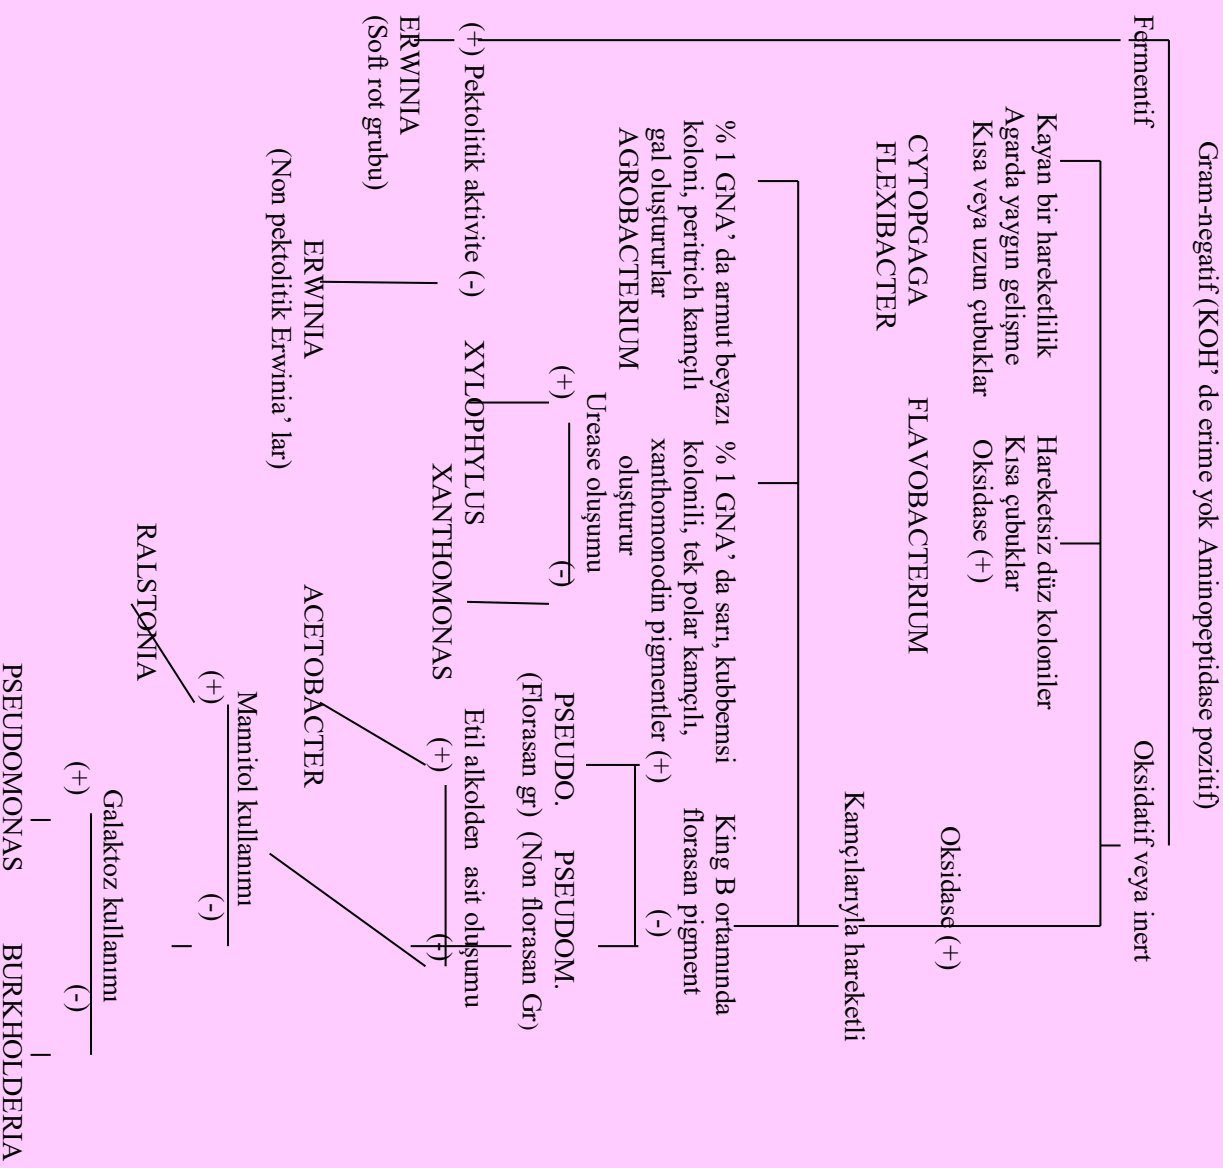 Gram-negatif (KOH' de erime yok Aminopeptidase pozitif)
Fermentif
Oksidatif veya inert
Kayan bir hareketlilik
Agarda yaygın gelişme
Kısa veya uzun çubuklar
Hareketsiz düz koloniler
Kısa çubuklar
Oksidase (+)
Oksidase (+)
CYTOPGAGA
FLEXIBACTER
FLAVOBACTERIUM
Kamçılarıyla hareketli
% 1 GNA' da armut beyazı
koloni, peritrich kamçılı
gal oluştururlar
AGROBACTERIUM
% 1 GNA' da sarı, kubbemsi
kolonili, tek polar kamçılı,
xanthomonodin pigmentler
oluşturur
King B ortamında
florasan pigment
(+)
(-)
Urease oluşumu
(+)
(-)
PSEUDO.
(Florasan gr)
PSEUDOM.
(Non florasan Gr)
(+) Pektolitik aktivite (-)
XYLOPHYLUS
XANTHOMONAS
Etil alkolden asit oluşumu
(+)
(-)
ERWINIA
(Soft rot grubu)
ERWINIA
(Non pektolitik Erwinia' lar)
ACETOBACTER
Mannitol kullanımı
(+)
(-)
RALSTONIA
Galaktoz kullanımı
(+)
(-)
PSEUDOMONAS
BURKHOLDERIA